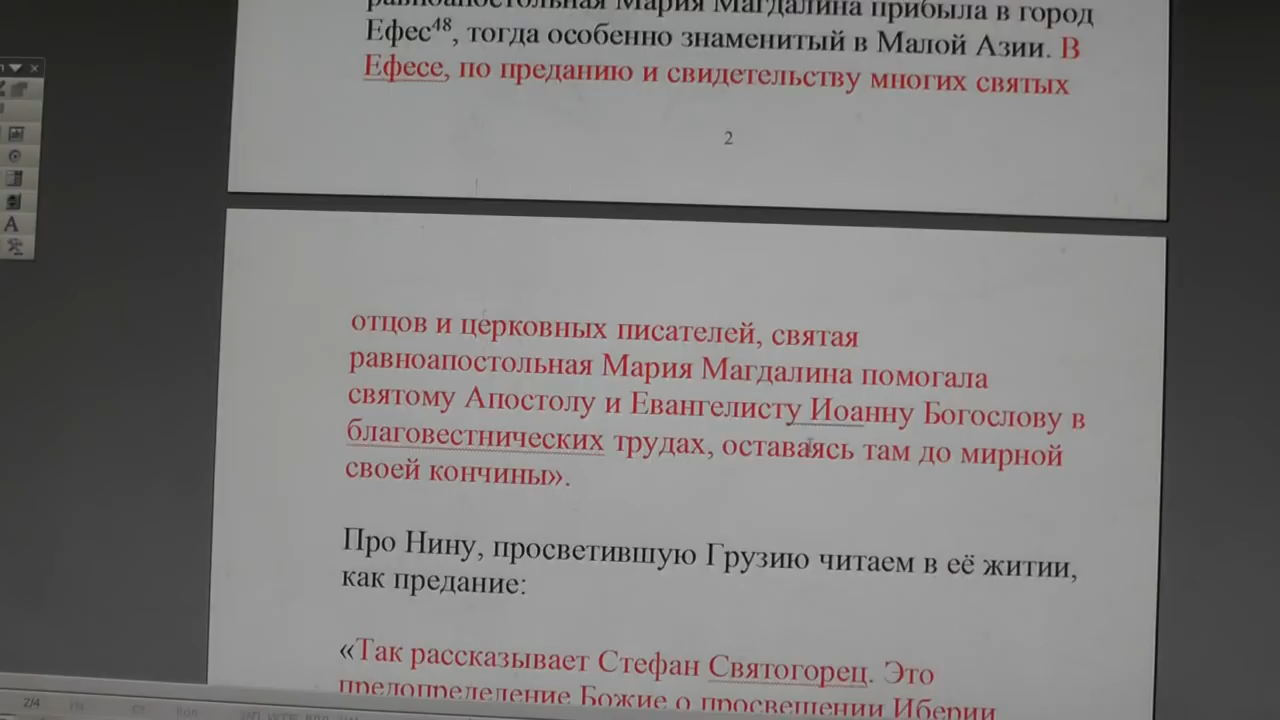 равноапостольная Мария Магдалина прибыла в город
Ефес48, тогда особенно знаменитый в Малой Азии. В
Ефесе, по преданию и свидетельству многих святых
2
отцов и церковных писателей, святая
равноапостольная Мария Магдалина помогала
святому Апостолу и Евангелисту Иоанну Богослову в
благовестнических трудах, оставаясь там до мирной
своей кончины».
Про Нину, просветившую Грузию читаем в её житии,
как предание:
«Так рассказывает Стефан Святогорец. Это
предопределение Божие о просвещении Иберии
2/4